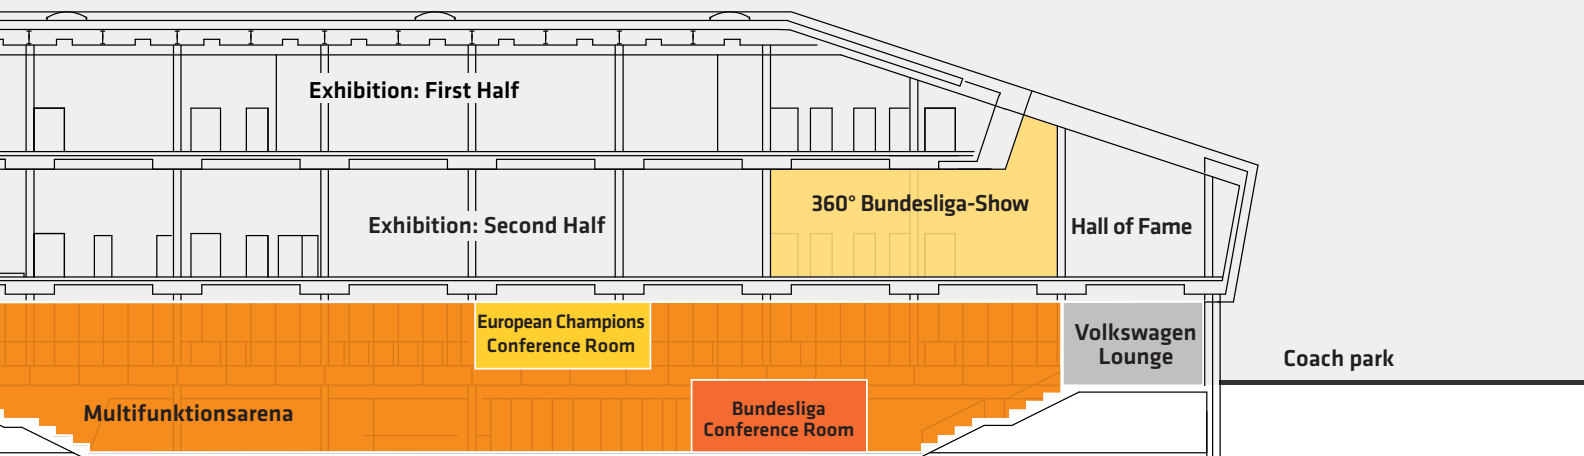 Exhibition: First Half
360° Bundesliga-Show
Exhibition: Second Half
Hall of Fame
European Champions
Conference Room
Volkswagen
Lounge
Coach park
Multifunktionsarena
Bundesliga
Conference Room